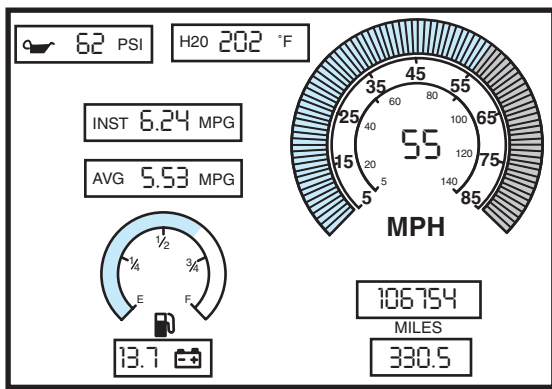 62 PSI
H20 202 °F
INST 6.24 MPG
AVG 5.53 MPG
5 15 25 35 45 55 65 75 85
5 20 40 60 80 100 120 140
55
MPH
E ¼ ½ ¾ F
13.7
106754
MILES
330.5